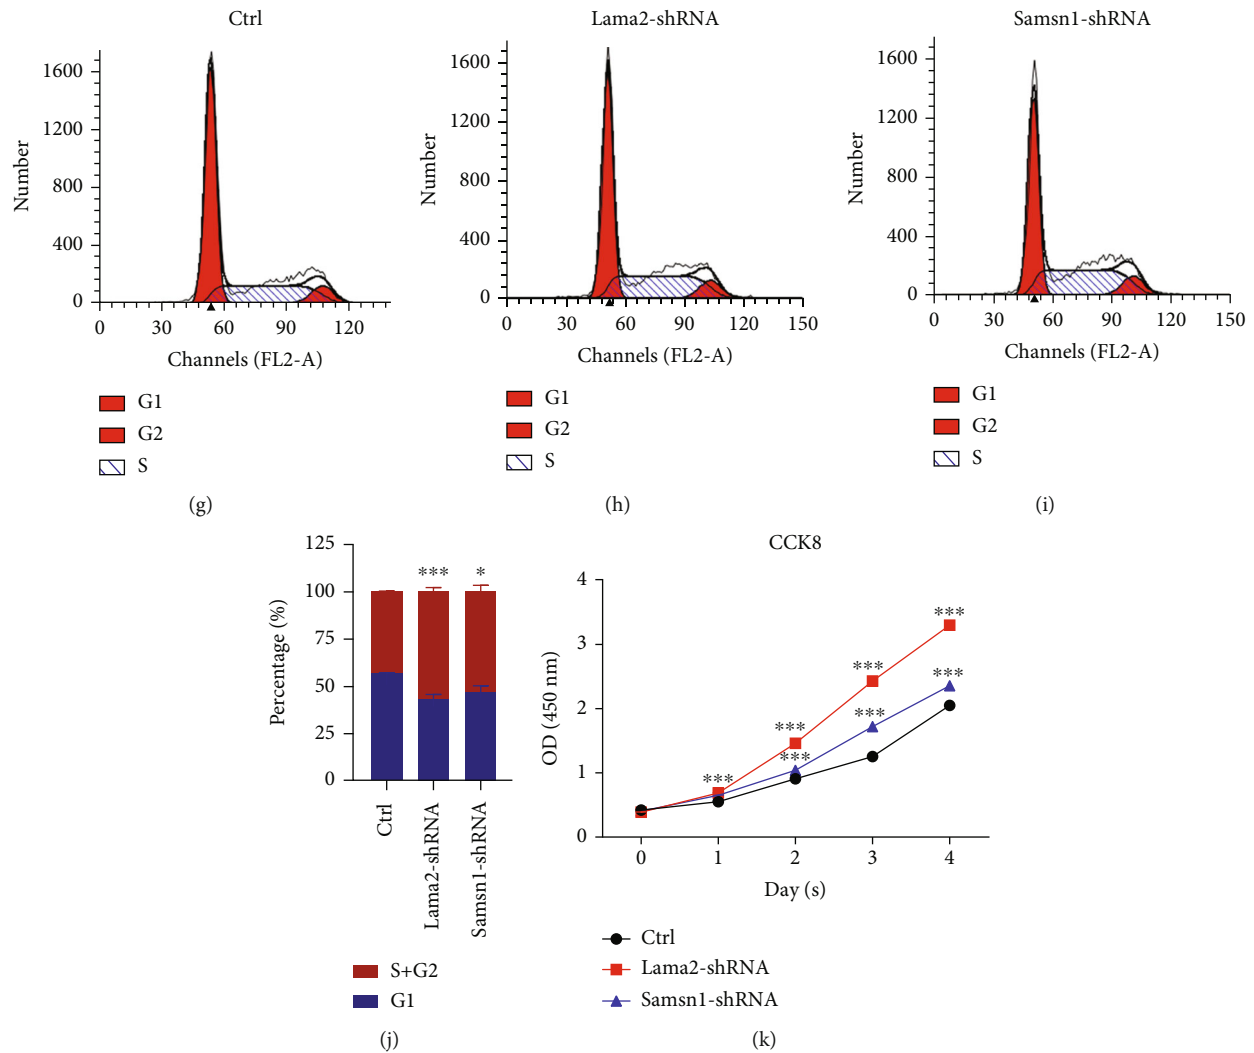 Ctrl
Lama2-shRNA
Samsn1-shRNA
Number
1600
1200
800
400
0
0 30 60 90 120
Channels (FL2-A)
G1
G2
S
(g)
Number
1600
1200
800
400
0
0 30 60 90 120 150
Channels (FL2-A)
G1
G2
S
(h)
Number
1600
1200
800
400
0
0 30 60 90 120 150
Channels (FL2-A)
G1
G2
S
(i)
Percentage (%)
125
100
75
50
25
0
*** *
Ctrl
Lama2-shRNA
Samsn1-shRNA
S+G2
G1
(j)
CCK8
OD (450 nm)
4
3
2
1
0
***
***
***
***
***
***
***
0 1 2 3 4
Day (s)
Ctrl
Lama2-shRNA
Samsn1-shRNA
(k)